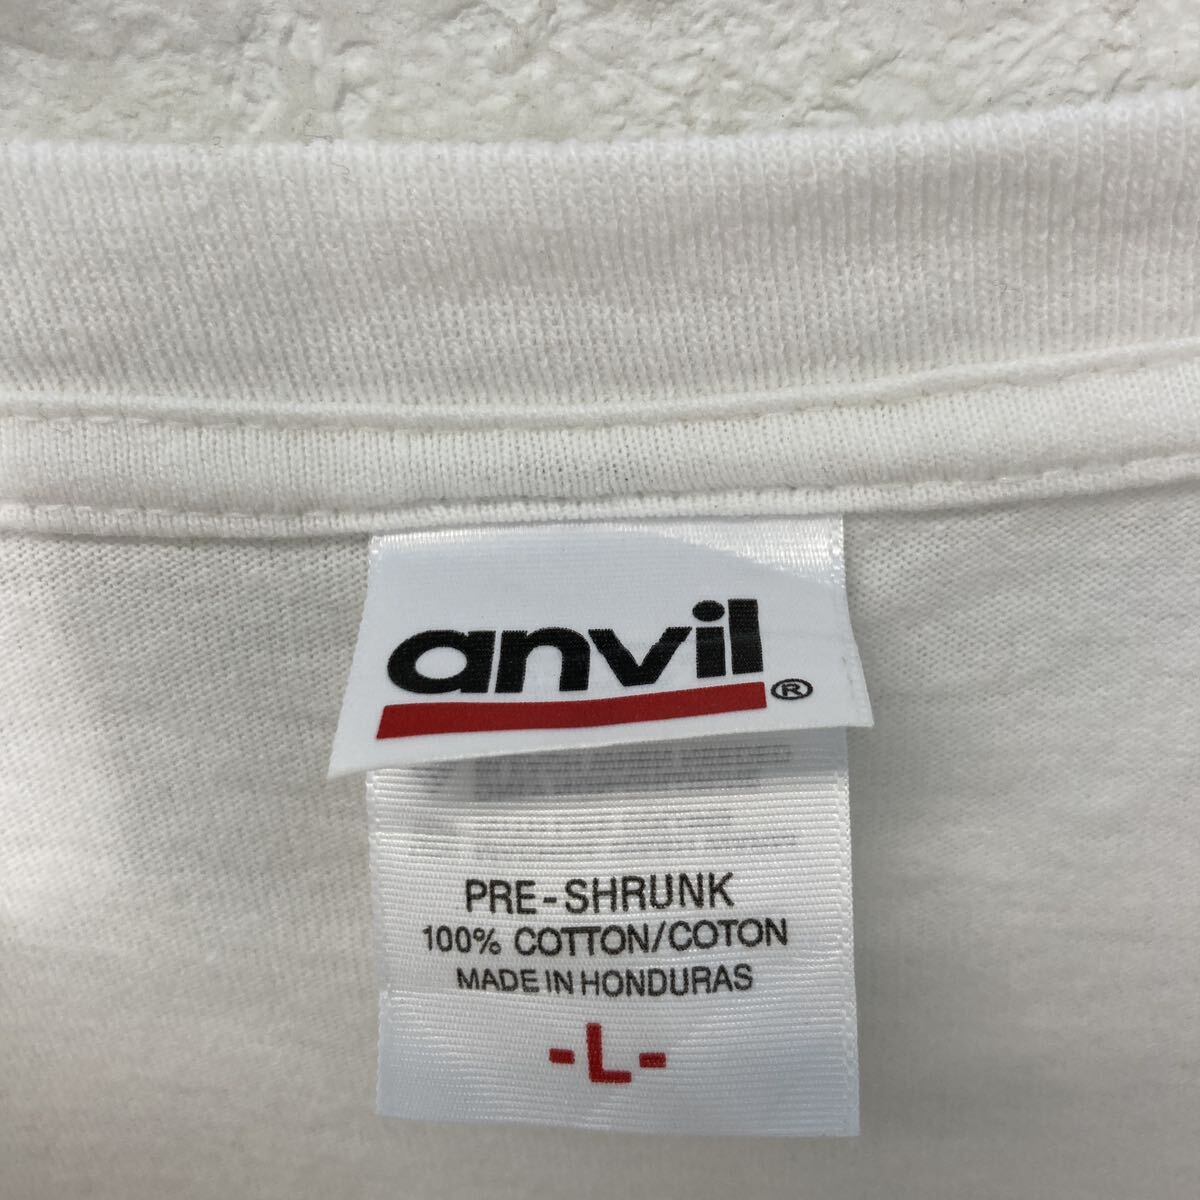 anvil®
PRE-SHRUNK
100% COTTON/COTON
MADE IN HONDURAS
-L-